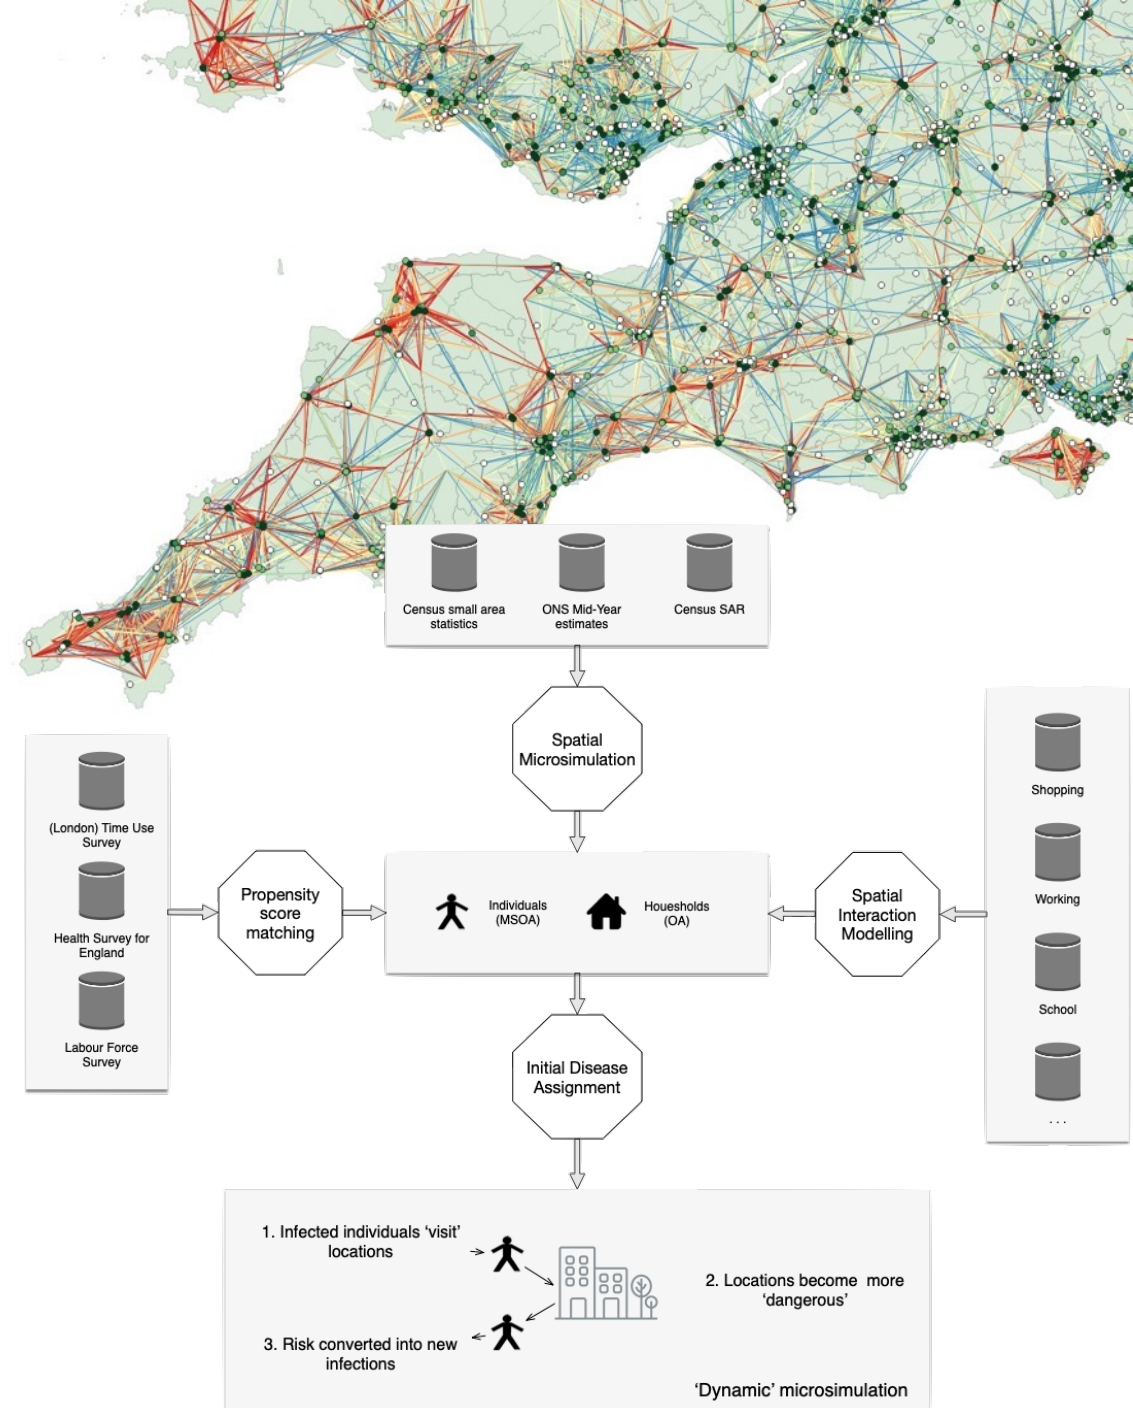 Census small area
statistics
ONS Mid-Year
estimates
Census SAR
Spatial
Microsimulation
(London) Time Use
Survey
Health Survey for
England
Labour Force
Survey
Propensity
score
matching
Individuals
(MSOA)
Houesholds
(OA)
Spatial
Interaction
Modelling
Shopping
Working
School
...
Initial Disease
Assignment
1. Infected individuals ‘visit’
locations
2. Locations become more
‘dangerous’
3. Risk converted into new
infections
‘Dynamic’ microsimulation